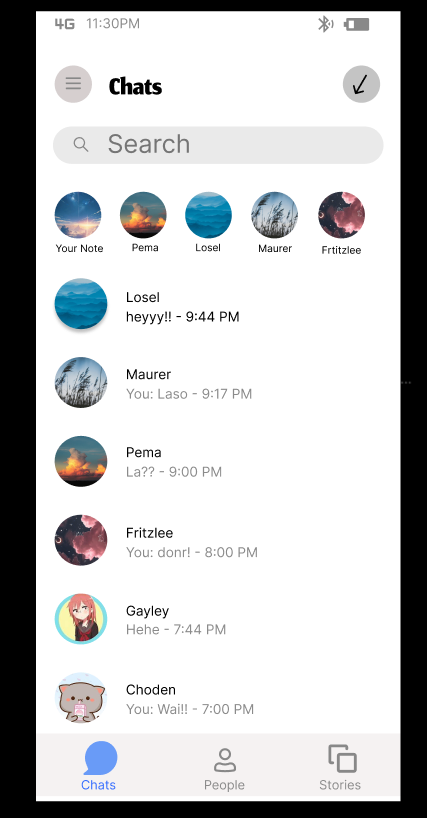 4G 11:30PM
Chats
Search
Your Note
Pema
Losel
Maurer
Frtitzlee
Losel
heyyy!! - 9:44 PM
Maurer
You: Laso - 9:17 PM
Pema
La?? - 9:00 PM
Fritzlee
You: donr! - 8:00 PM
Gayley
Hehe - 7:44 PM
Choden
You: Wai!! - 7:00 PM
Chats
People
Stories